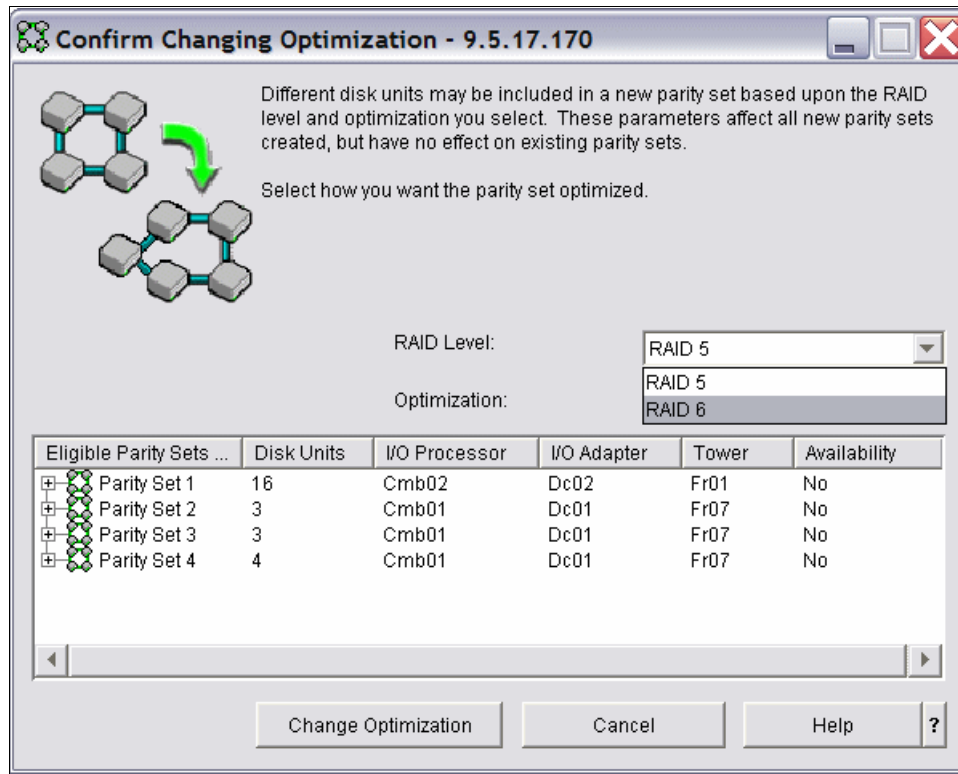 Confirm Changing Optimization - 9.5.17.170
Different disk units may be included in a new parity set based upon the RAID
level and optimization you select. These parameters affect all new parity sets
created, but have no effect on existing parity sets.
Select how you want the parity set optimized.
RAID Level:
RAID 5
RAID 5
Optimization:
RAID 6
Eligible Parity Sets ... Disk Units I/O Processor I/O Adapter Tower Availability
Parity Set 1 16 Cmb02 Dc02 Fr01 No
Parity Set 2 3 Cmb01 Dc01 Fr07 No
Parity Set 3 3 Cmb01 Dc01 Fr07 No
Parity Set 4 4 Cmb01 Dc01 Fr07 No
Change Optimization Cancel Help ?